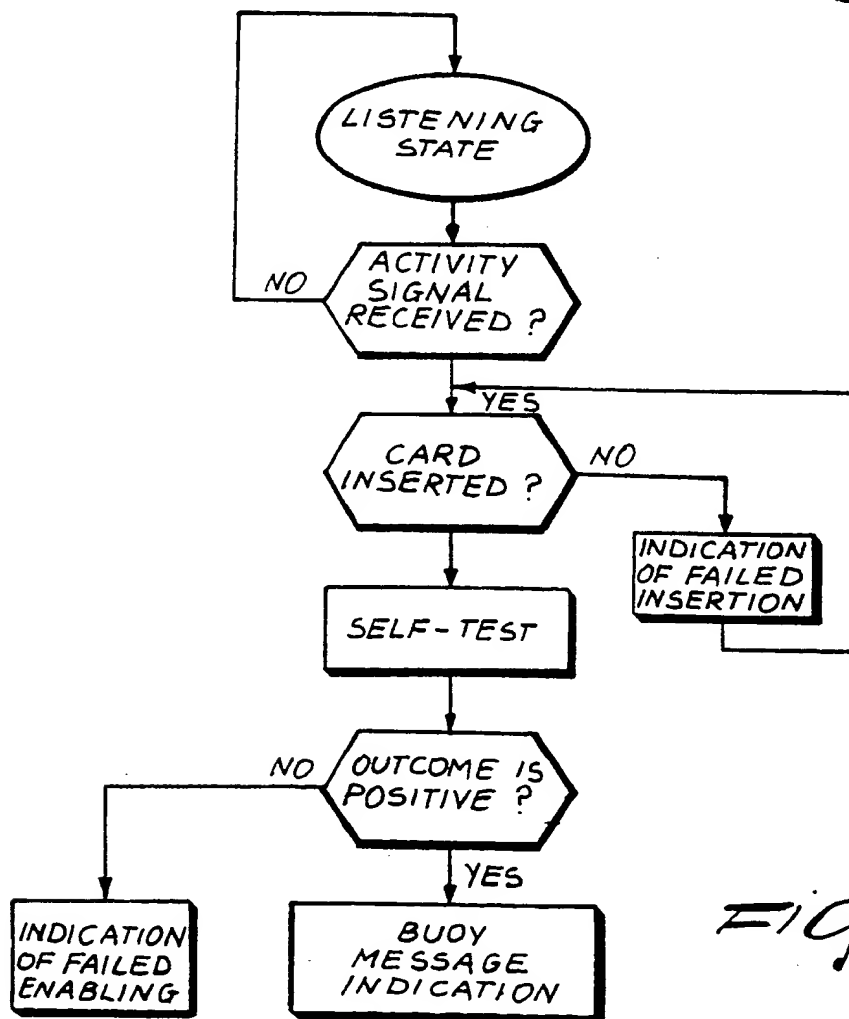 LISTENING
STATE
ACTIVITY
SIGNAL
RECEIVED ?
NO
YES
CARD
INSERTED ?
NO
INDICATION
OF FAILED
INSERTION
SELF-TEST
OUTCOME IS
POSITIVE ?
NO
YES
INDICATION
OF FAILED
ENABLING
BUOY
MESSAGE
INDICATION
Fig